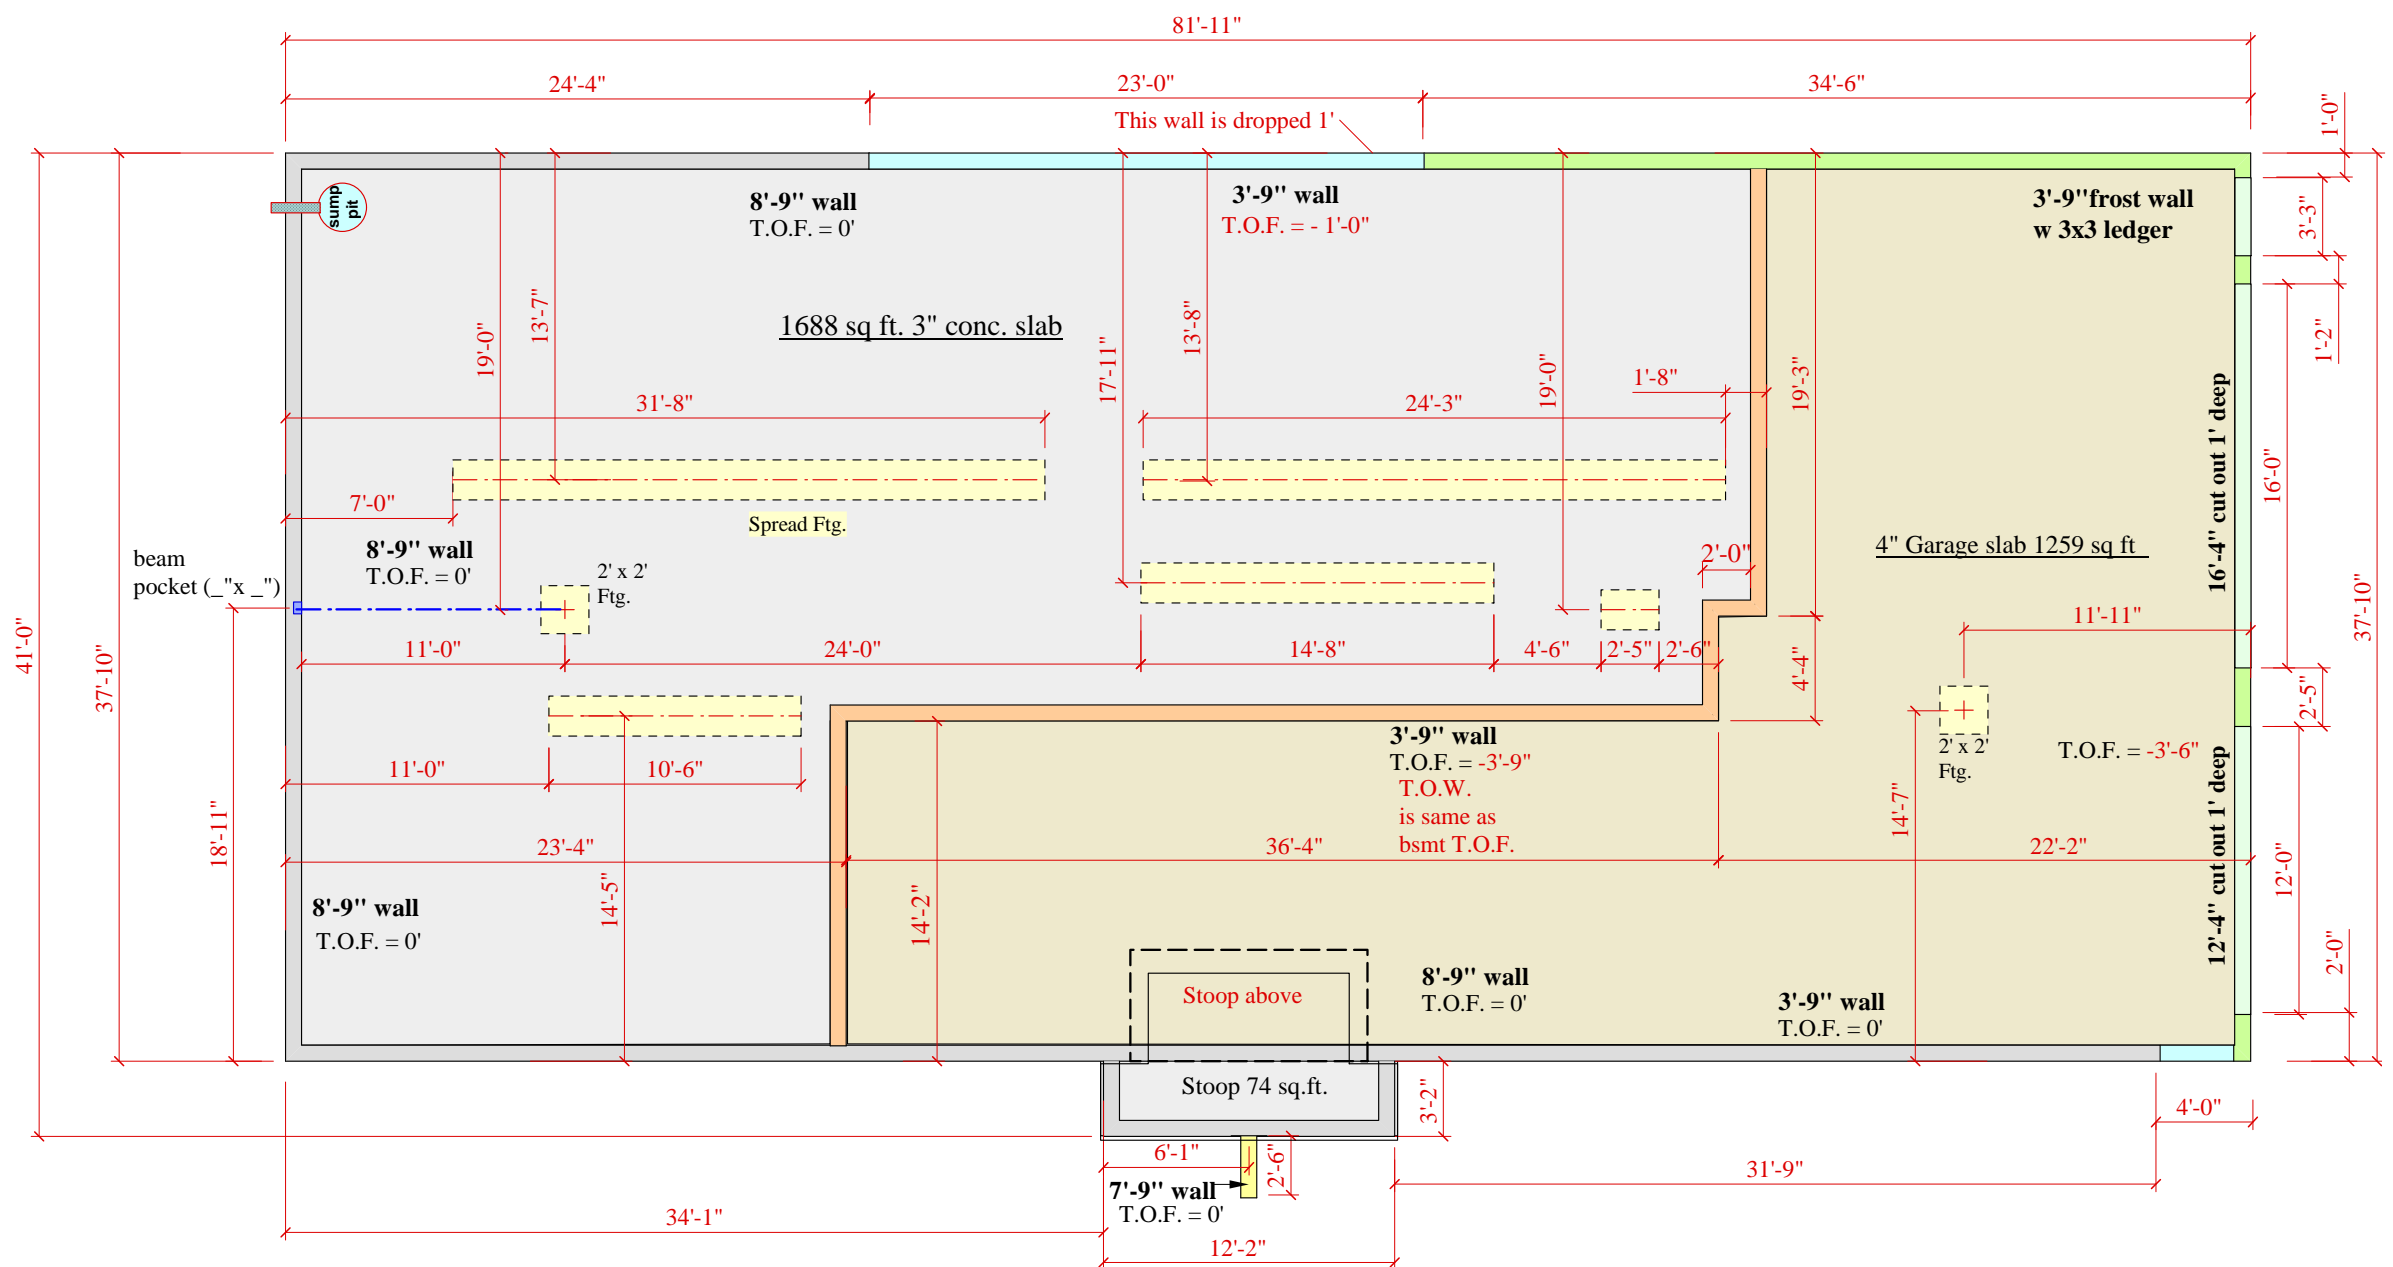 81'-11"
24'-4"
23'-0"
34'-6"
This wall is dropped 1'
1'-0"
sump
pit
8'-9" wall
T.O.F. = 0'
3'-9" wall
T.O.F. = - 1'-0"
3'-9"frost wall
w 3x3 ledger
3'-3"
1'-2"
13'-7"
19'-0"
1688 sq ft. 3" conc. slab
17'-11"
13'-8"
19'-0"
1'-8"
19'-3"
31'-8"
24'-3"
16'-4" cut out 1' deep
16'-0"
7'-0"
Spread Ftg.
8'-9" wall
T.O.F. = 0'
beam
pocket (_"x _")
2' x 2'
Ftg.
2'-0"
4" Garage slab 1259 sq ft
11'-11"
37'-10"
41'-0"
37'-10"
11'-0"
24'-0"
14'-8"
4'-6"
2'-5"
2'-6"
4'-4"
2'-5"
3'-9" wall
T.O.F. = -3'-9"
T.O.W.
is same as
bsmt T.O.F.
2' x 2'
Ftg.
T.O.F. = -3'-6"
11'-0"
10'-6"
18'-11"
14'-7"
23'-4"
36'-4"
22'-2"
12'-4" cut out 1' deep
12'-0"
14'-5"
14'-2"
8'-9" wall
T.O.F. = 0'
2'-0"
Stoop above
8'-9" wall
T.O.F. = 0'
3'-9" wall
T.O.F. = 0'
Stoop 74 sq.ft.
3'-2"
4'-0"
6'-1"
2'-6"
31'-9"
7'-9" wall
T.O.F. = 0'
34'-1"
12'-2"